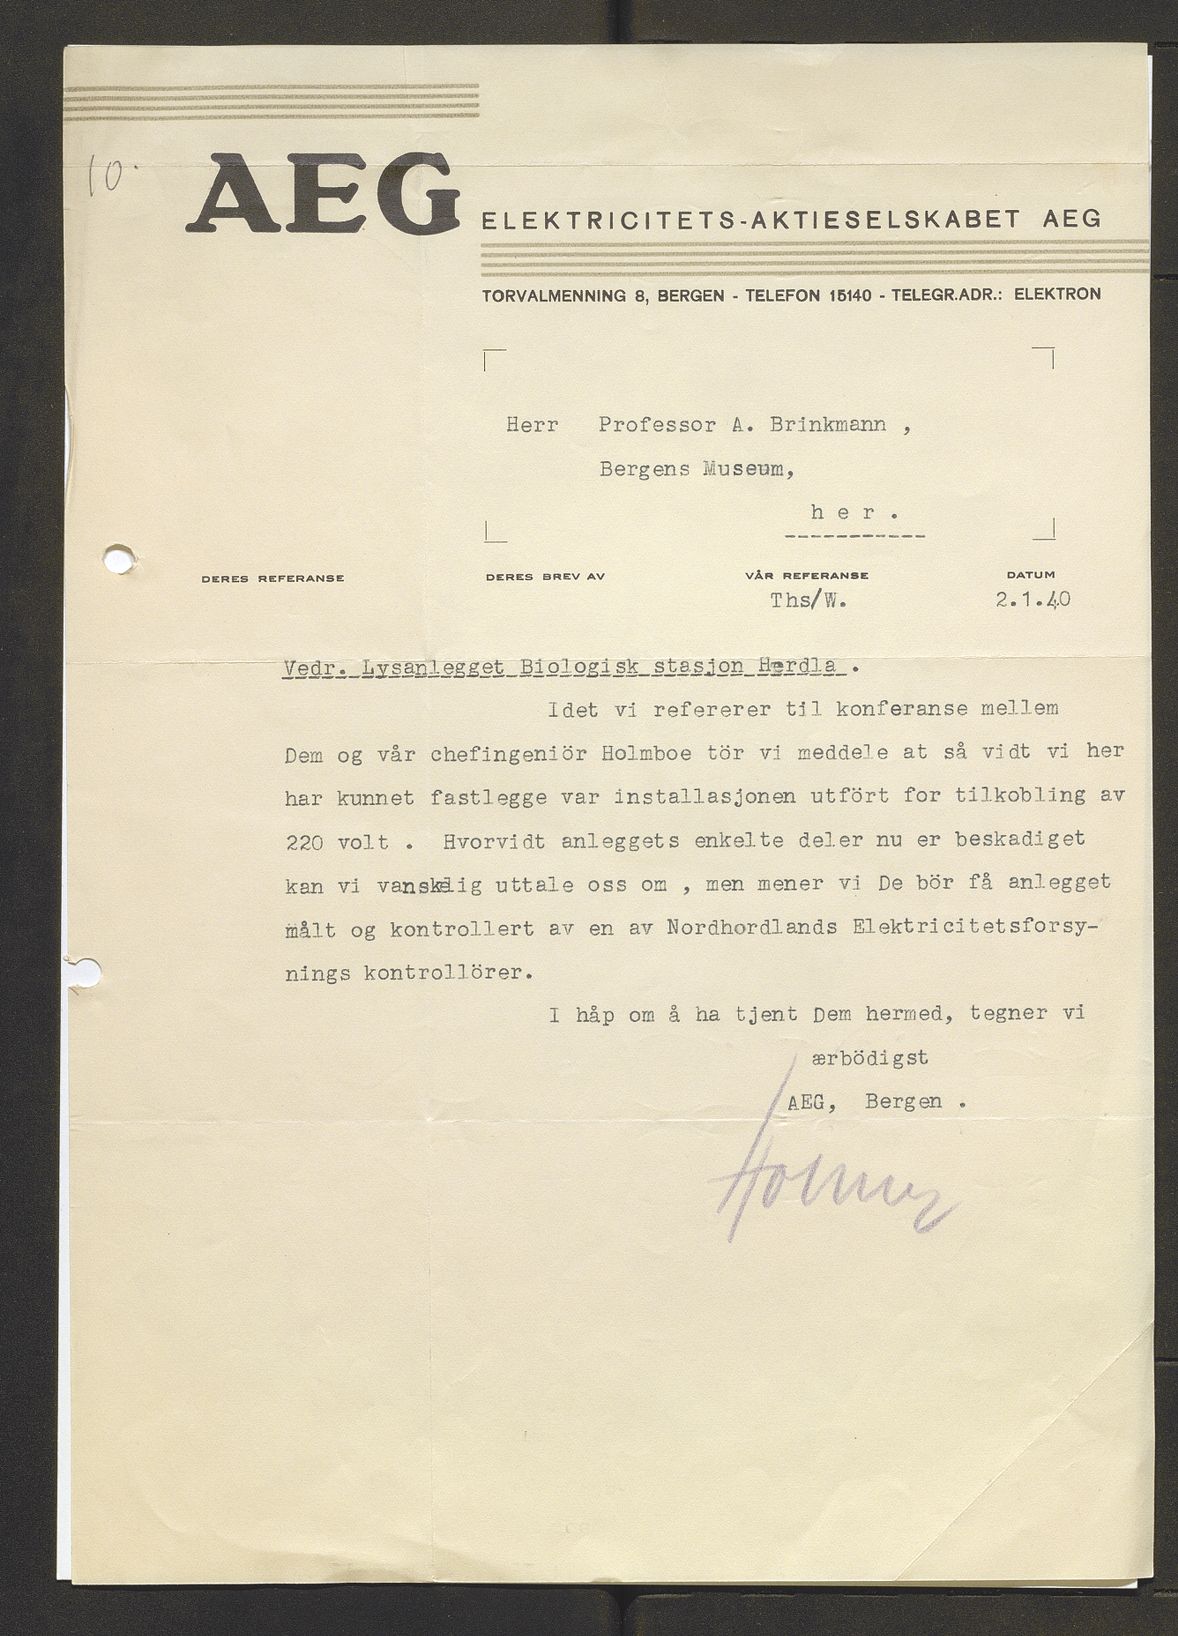 10.
AEG
ELEKTRICITETS-AKTIESELSKABET AEG
TORVALMENNING 8, BERGEN - TELEFON 15140 - TELEGR.ADR.: ELEKTRON
Herr Professor A. Brinkmann ,
Bergens Museum,
h e r .
DERES REFERANSE DERES BREV AV VÅR REFERANSE DATUM
Ths/W. 2.1.40
Vedr. Lysanlegget Biologisk stasjon Herdla .
Idet vi refererer til konferanse mellem
Dem og vår chefingeniör Holmboe tör vi meddele at så vidt vi her
har kunnet fastlegge var installasjonen utfört for tilkobling av
220 volt . Hvorvidt anleggets enkelte deler nu er beskadiget
kan vi vanskelig uttale oss om , men mener vi De bör få anlegget
målt og kontrollert av en av Nordhordlands Elektricitetsforsy-
nings kontrollörer.
I håp om å ha tjent Dem hermed, tegner vi
ærbödigst
AEG, Bergen .